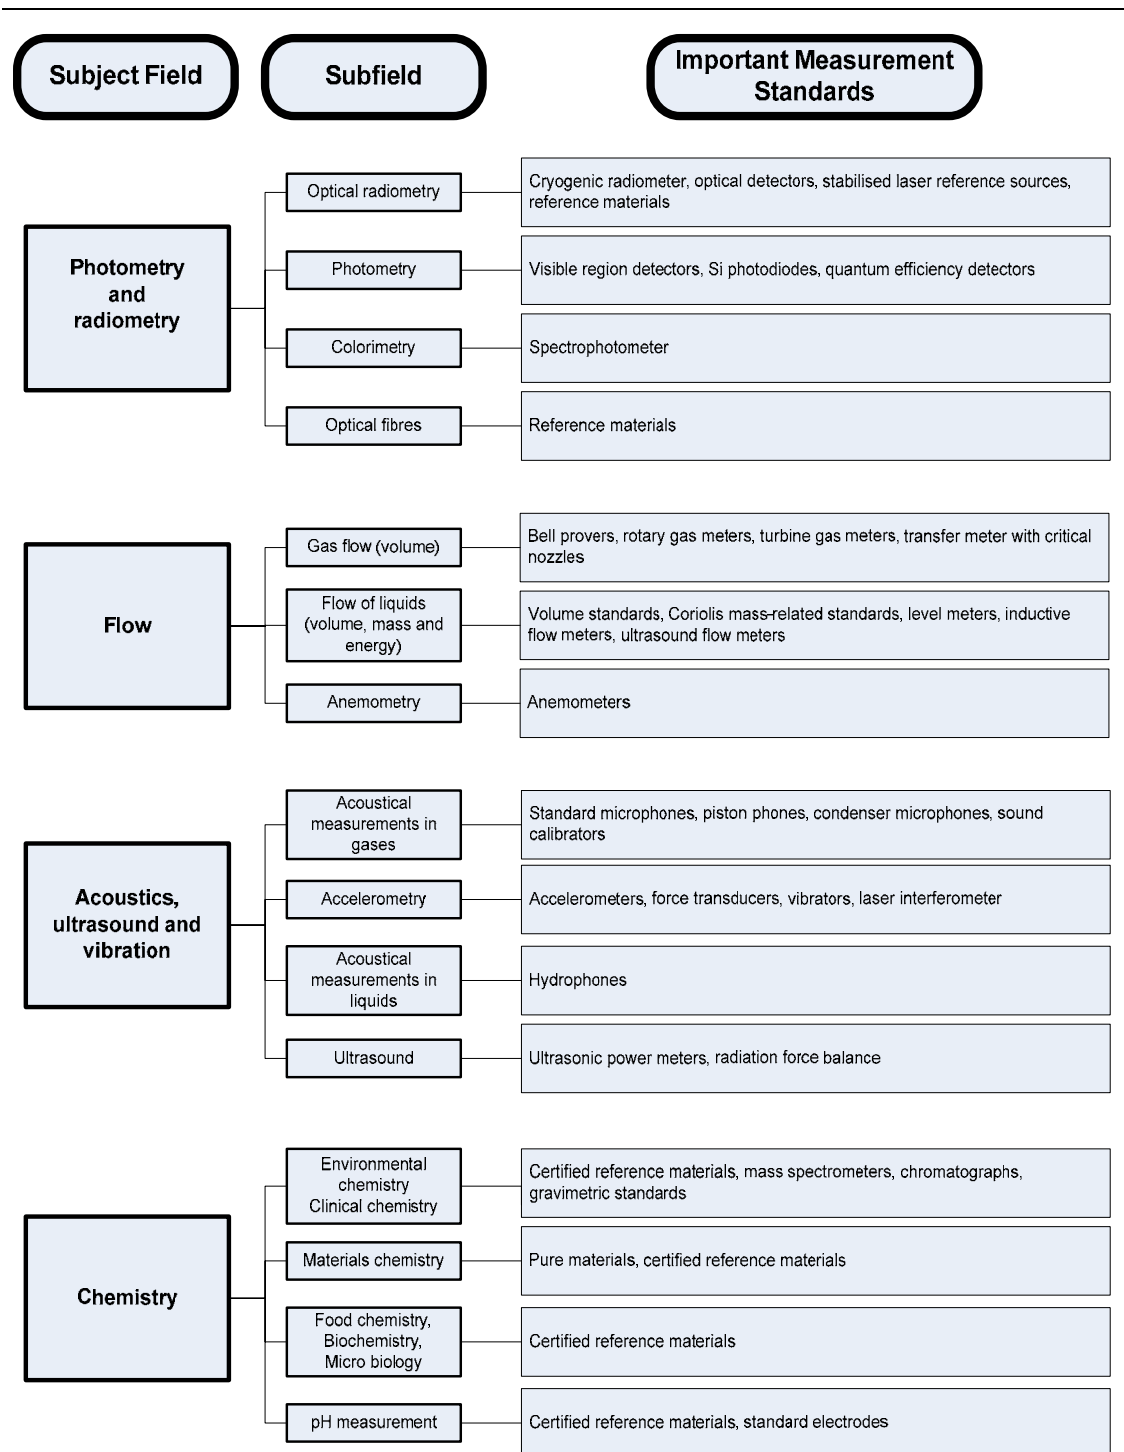 Subject Field
Subfield
Important Measurement
Standards
Photometry
and
radiometry
Optical radiometry
Cryogenic radiometer, optical detectors, stabilised laser reference sources,
reference materials
Photometry
Visible region detectors, Si photodiodes, quantum efficiency detectors
Colorimetry
Spectrophotometer
Optical fibres
Reference materials
Flow
Gas flow (volume)
Bell provers, rotary gas meters, turbine gas meters, transfer meter with critical
nozzles
Flow of liquids
(volume, mass and
energy)
Volume standards, Coriolis mass-related standards, level meters, inductive
flow meters, ultrasound flow meters
Anemometry
Anemometers
Acoustics,
ultrasound and
vibration
Acoustical
measurements in
gases
Standard microphones, piston phones, condenser microphones, sound
calibrators
Accelerometry
Accelerometers, force transducers, vibrators, laser interferometer
Acoustical
measurements in
liquids
Hydrophones
Ultrasound
Ultrasonic power meters, radiation force balance
Chemistry
Environmental
chemistry
Clinical chemistry
Certified reference materials, mass spectrometers, chromatographs,
gravimetric standards
Materials chemistry
Pure materials, certified reference materials
Food chemistry,
Biochemistry,
Micro biology
Certified reference materials
pH measurement
Certified reference materials, standard electrodes